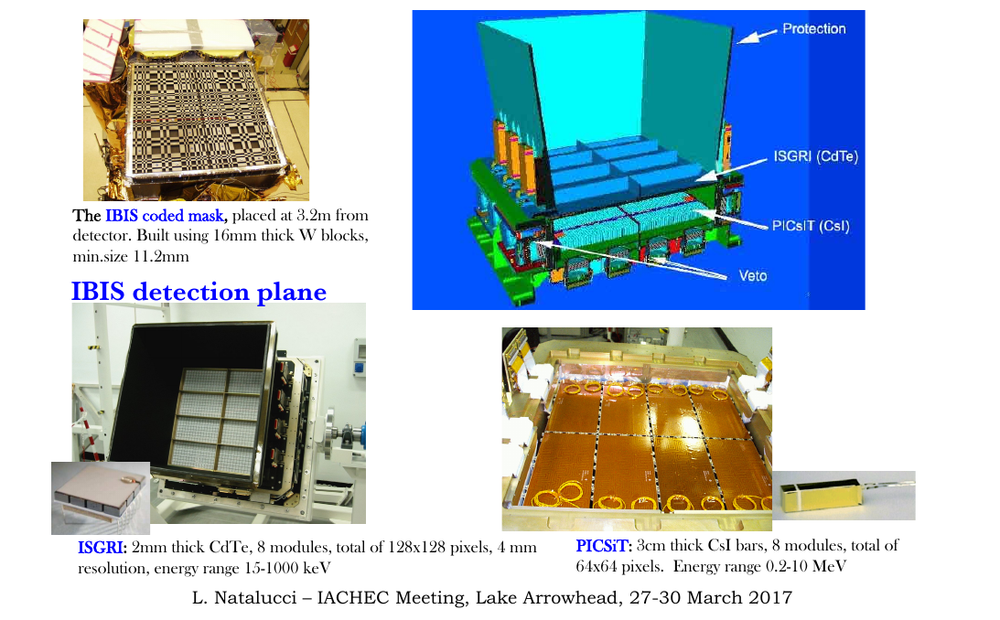 Protection
ISGRI (CdTe)
PICsIT (CsI)
Veto
The IBIS coded mask, placed at 3.2m from
detector. Built using 16mm thick W blocks,
min.size 11.2mm
IBIS detection plane
ISGRI: 2mm thick CdTe, 8 modules, total of 128x128 pixels, 4 mm
resolution, energy range 15-1000 keV
PICSiT: 3cm thick CsI bars, 8 modules, total of
64x64 pixels. Energy range 0.2-10 MeV
L. Natalucci – IACHEC Meeting, Lake Arrowhead, 27-30 March 2017